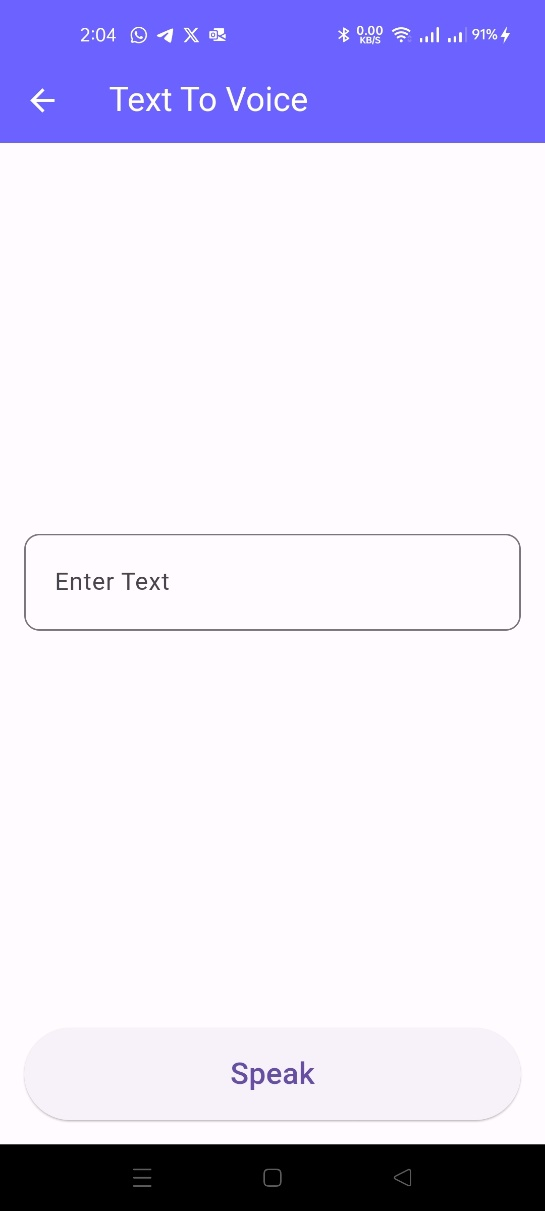 2:04 0.00 KB/S 91%
Text To Voice
Enter Text
Speak